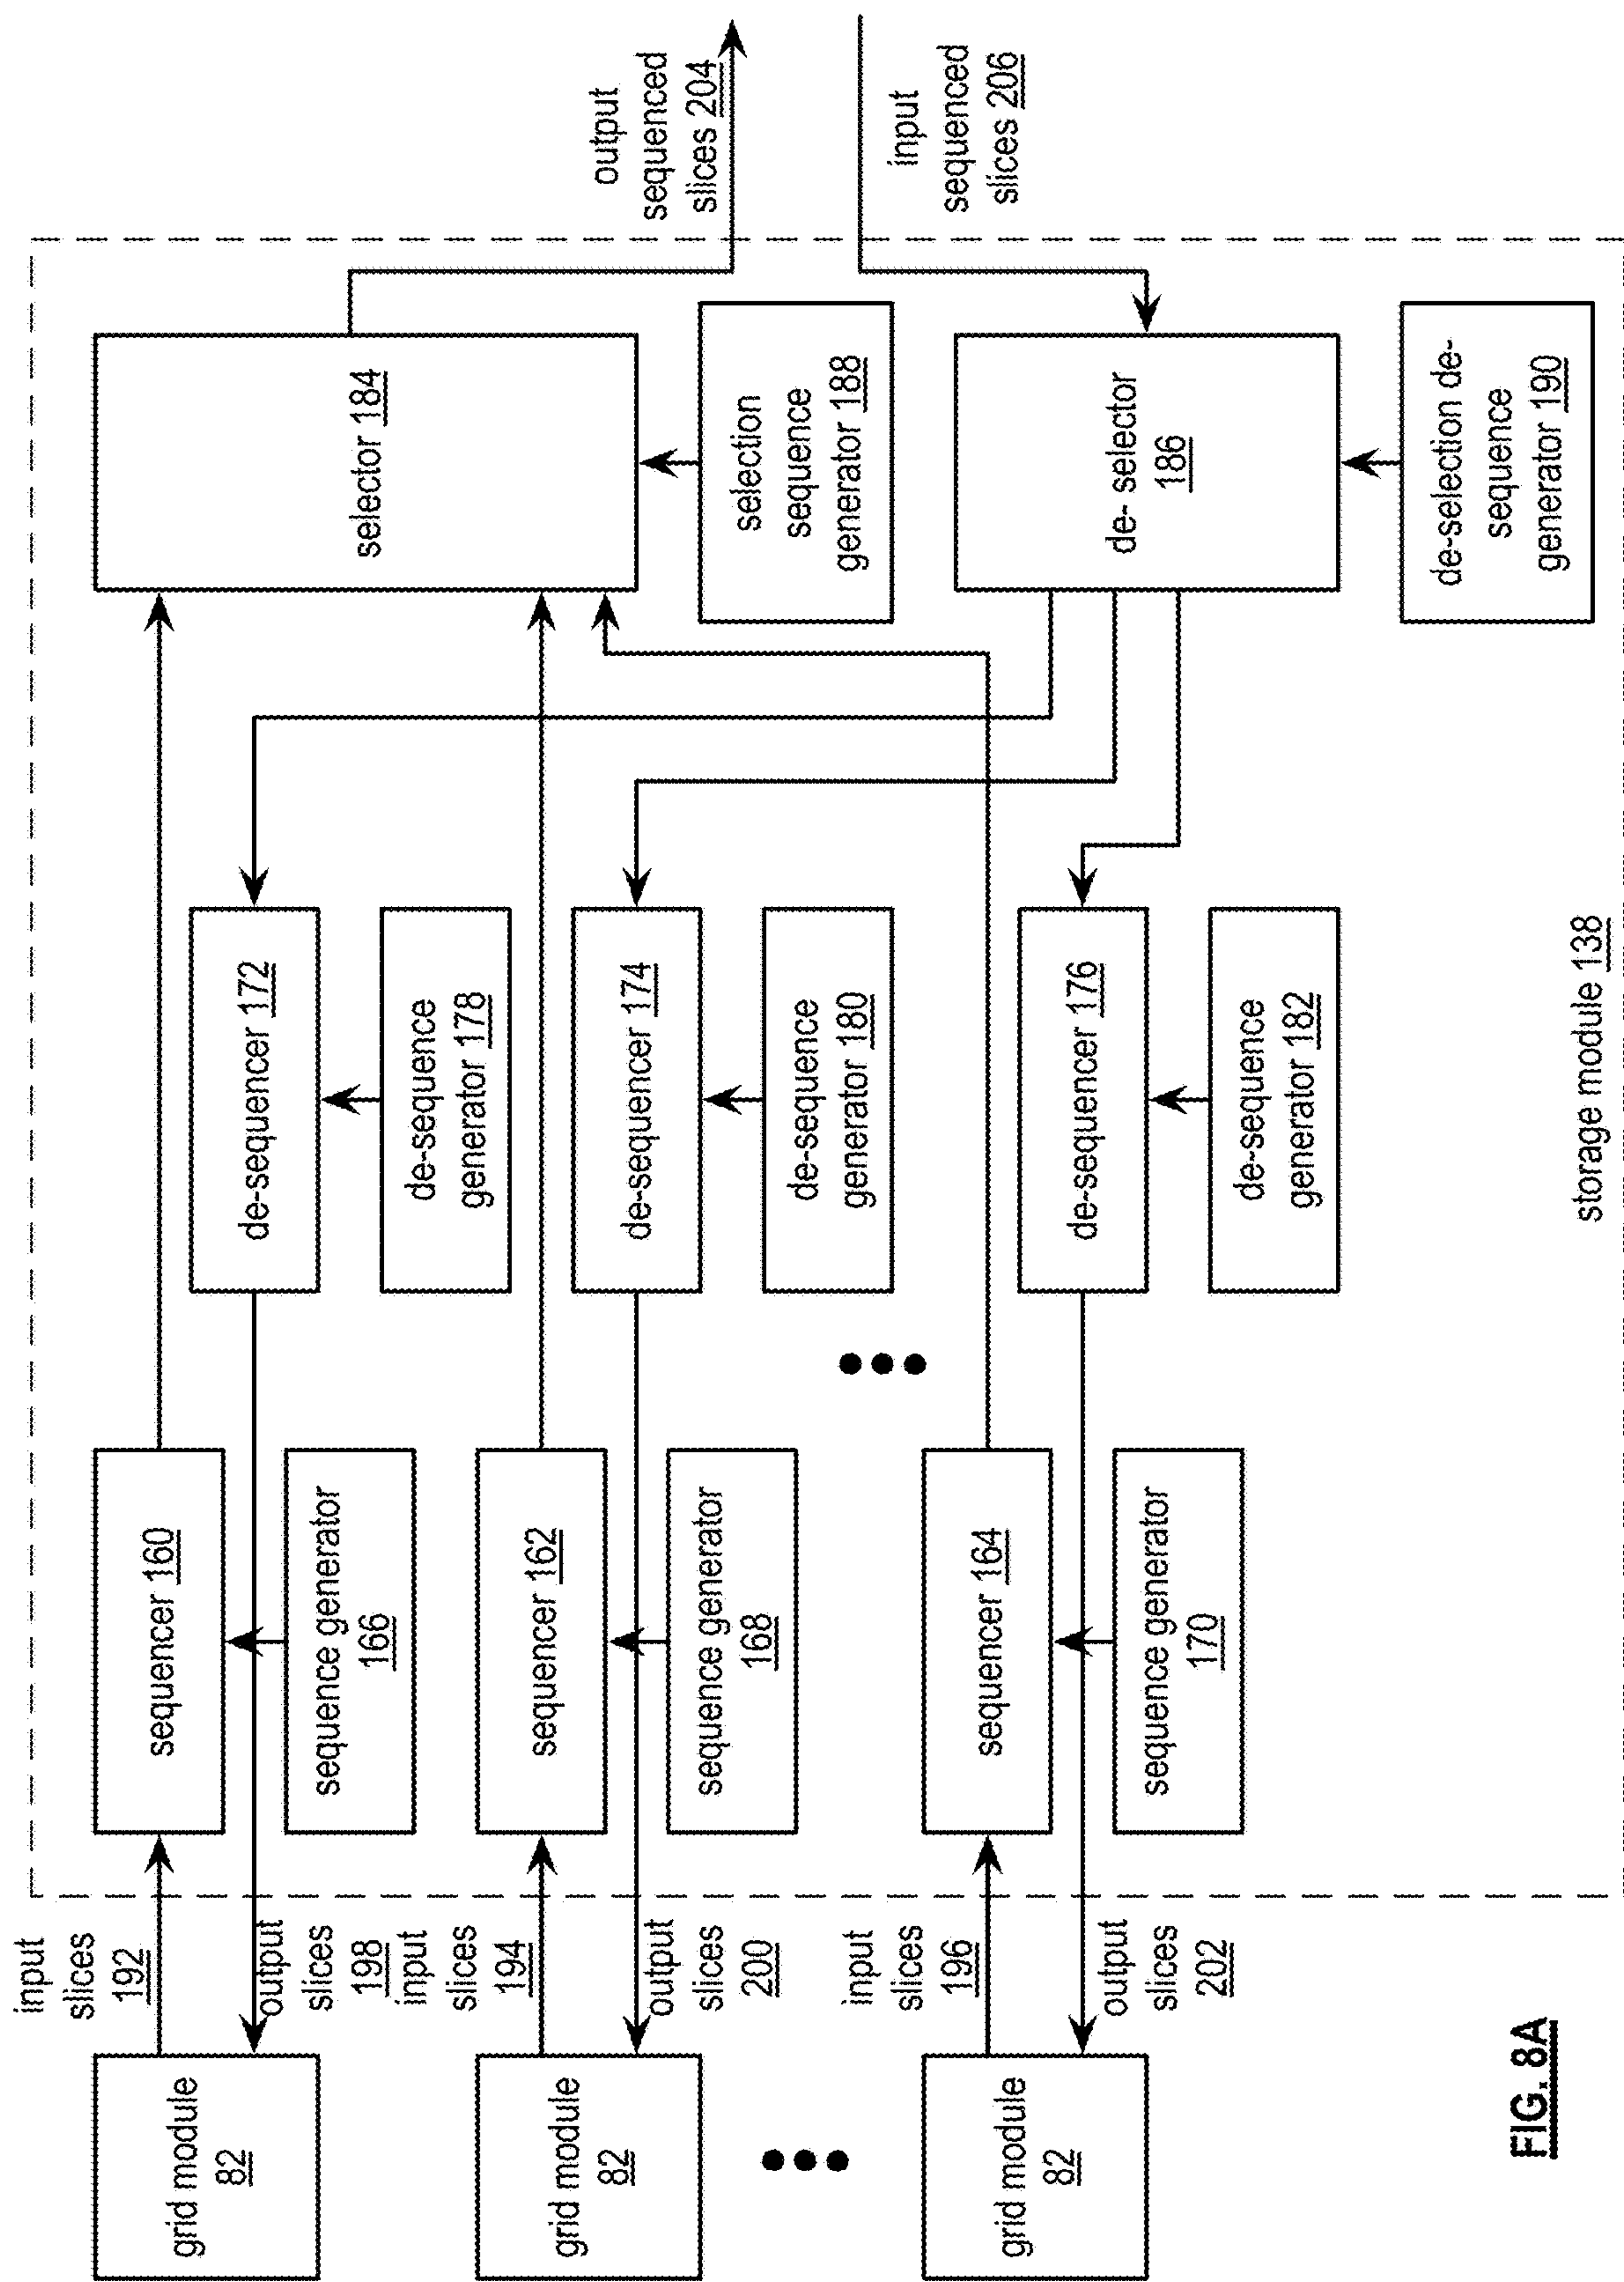 input
slices
192
grid module
82
output
slices
198
sequencer 160
sequence generator
166
de-sequencer 172
de-sequence
generator 178
selector 184
selection
sequence
generator 188
output
sequenced
slices 204
input
slices
194
grid module
82
output
slices
200
sequencer 162
sequence generator
168
de-sequencer 174
de-sequence
generator 180
input
sequenced
slices 206
input
slices
196
grid module
82
output
slices
202
sequencer 164
sequence generator
170
de-sequencer 176
de-sequence
generator 182
de- selector
186
de-selection de-
sequence
generator 190
storage module 138
FIG. 8A